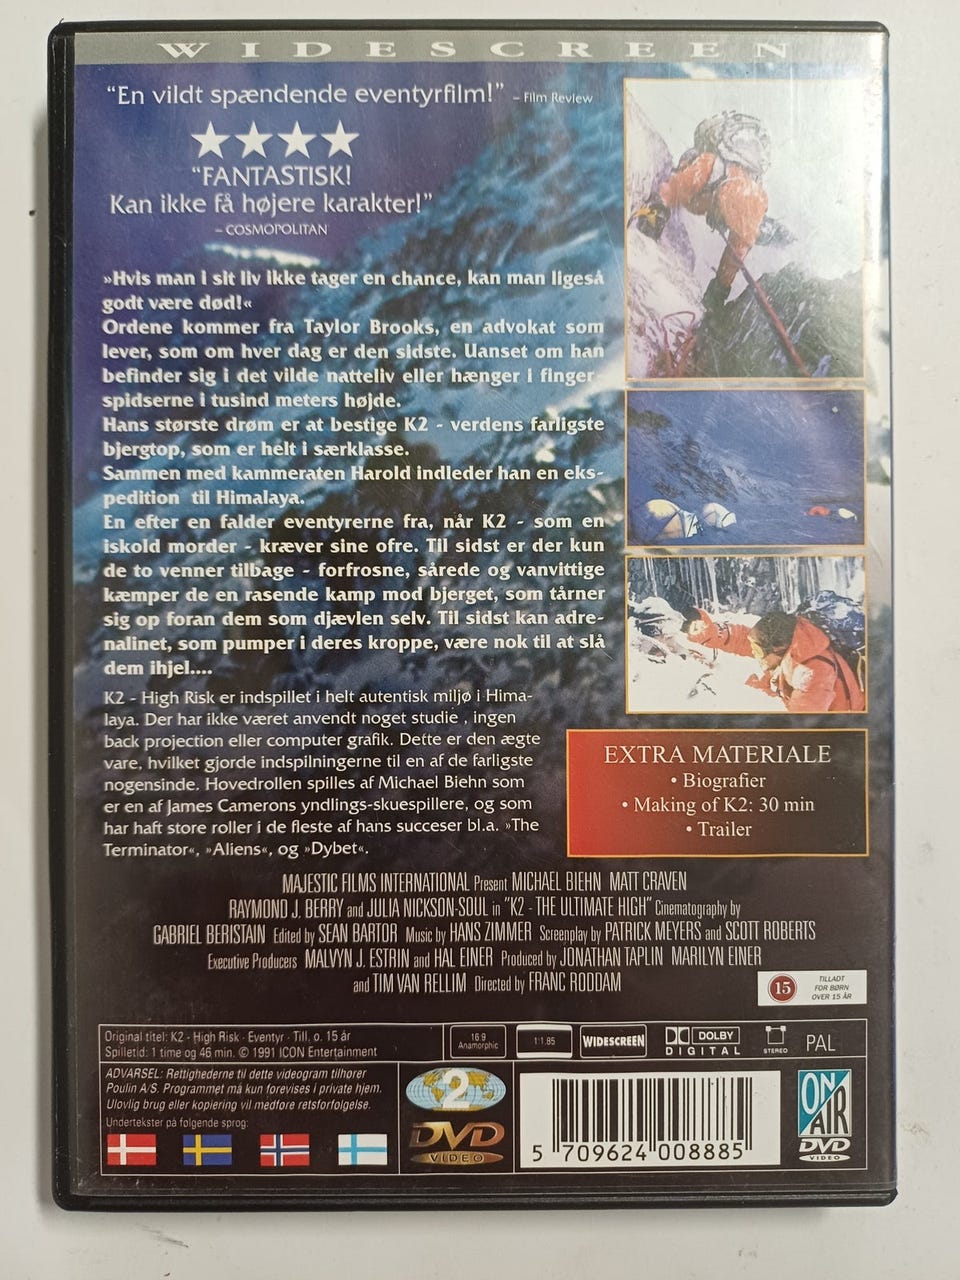 WIDESCREEN
"En vildt spændende eventyrfilm!" – Film Review
"FANTASTISK!
Kan ikke få højere karakter!"
– COSMOPOLITAN
»Hvis man i sit liv ikke tager en chance, kan man ligeså
godt være død!«
Ordene kommer fra Taylor Brooks, en advokat som
lever, som om hver dag er den sidste. Uanset om han
befinder sig i det vilde natteliv eller hænger i finger-
spidserne i tusind meters højde.
Hans største drøm er at bestige K2 - verdens farligste
bjergtop, som er helt i særklasse.
Sammen med kammeraten Harold indleder han en eks-
pedition til Himalaya.
En efter en falder eventyrerne fra, når K2 - som en
iskold morder - kræver sine ofre. Til sidst er der kun
de to venner tilbage - forfrosne, sårede og vanvittige
kæmper de en rasende kamp mod bjerget, som tårner
sig op foran dem som djævlen selv. Til sidst kan adre-
nalinet, som pumper i deres kroppe, være nok til at slå
dem ihjel....
K2 - High Risk er indspillet i helt autentisk miljø i Hima-
laya. Der har ikke været anvendt noget studie , ingen
back projection eller computer grafik. Dette er den ægte
vare, hvilket gjorde indspilningerne til en af de farligste
nogensinde. Hovedrollen spilles af Michael Biehn som
er en af James Camerons yndlings-skuespillere, og som
har haft store roller i de fleste af hans succeser bl.a. »The
Terminator«, »Aliens«, og »Dybet«.
EXTRA MATERIALE
• Biografier
• Making of K2: 30 min
• Trailer
MAJESTIC FILMS INTERNATIONAL Present MICHAEL BIEHN MATT CRAVEN
RAYMOND J. BERRY and JULIA NICKSON-SOUL in "K2 - THE ULTIMATE HIGH" Cinematography by
GABRIEL BERISTAIN Edited by SEAN BARTOR Music by HANS ZIMMER Screenplay by PATRICK MEYERS and SCOTT ROBERTS
Executive Producers MALVYN J. ESTRIN and HAL EINER Produced by JONATHAN TAPLIN MARILYN EINER
and TIM VAN RELLIM Directed by FRANC RODDAM
15
TILLADT
FOR BØRN
OVER 15 ÅR
Original titel: K2 - High Risk · Eventyr · Till. o. 15 år
Spilletid: 1 time og 46 min. © 1991 ICON Entertainment
16:9
Anamorphic
1:1.85
WIDESCREEN
DOLBY
DIGITAL
STEREO
PAL
ADVARSEL: Rettighederne til dette videogram tilhører
Poulin A/S. Programmet må kun forevises i private hjem.
Ulovlig brug eller kopiering vil medføre retsforfølgelse.
Undertekster på følgende sprog:
2
DVD
VIDEO
5 709624 008885
ON
AIR
DVD
VIDEO